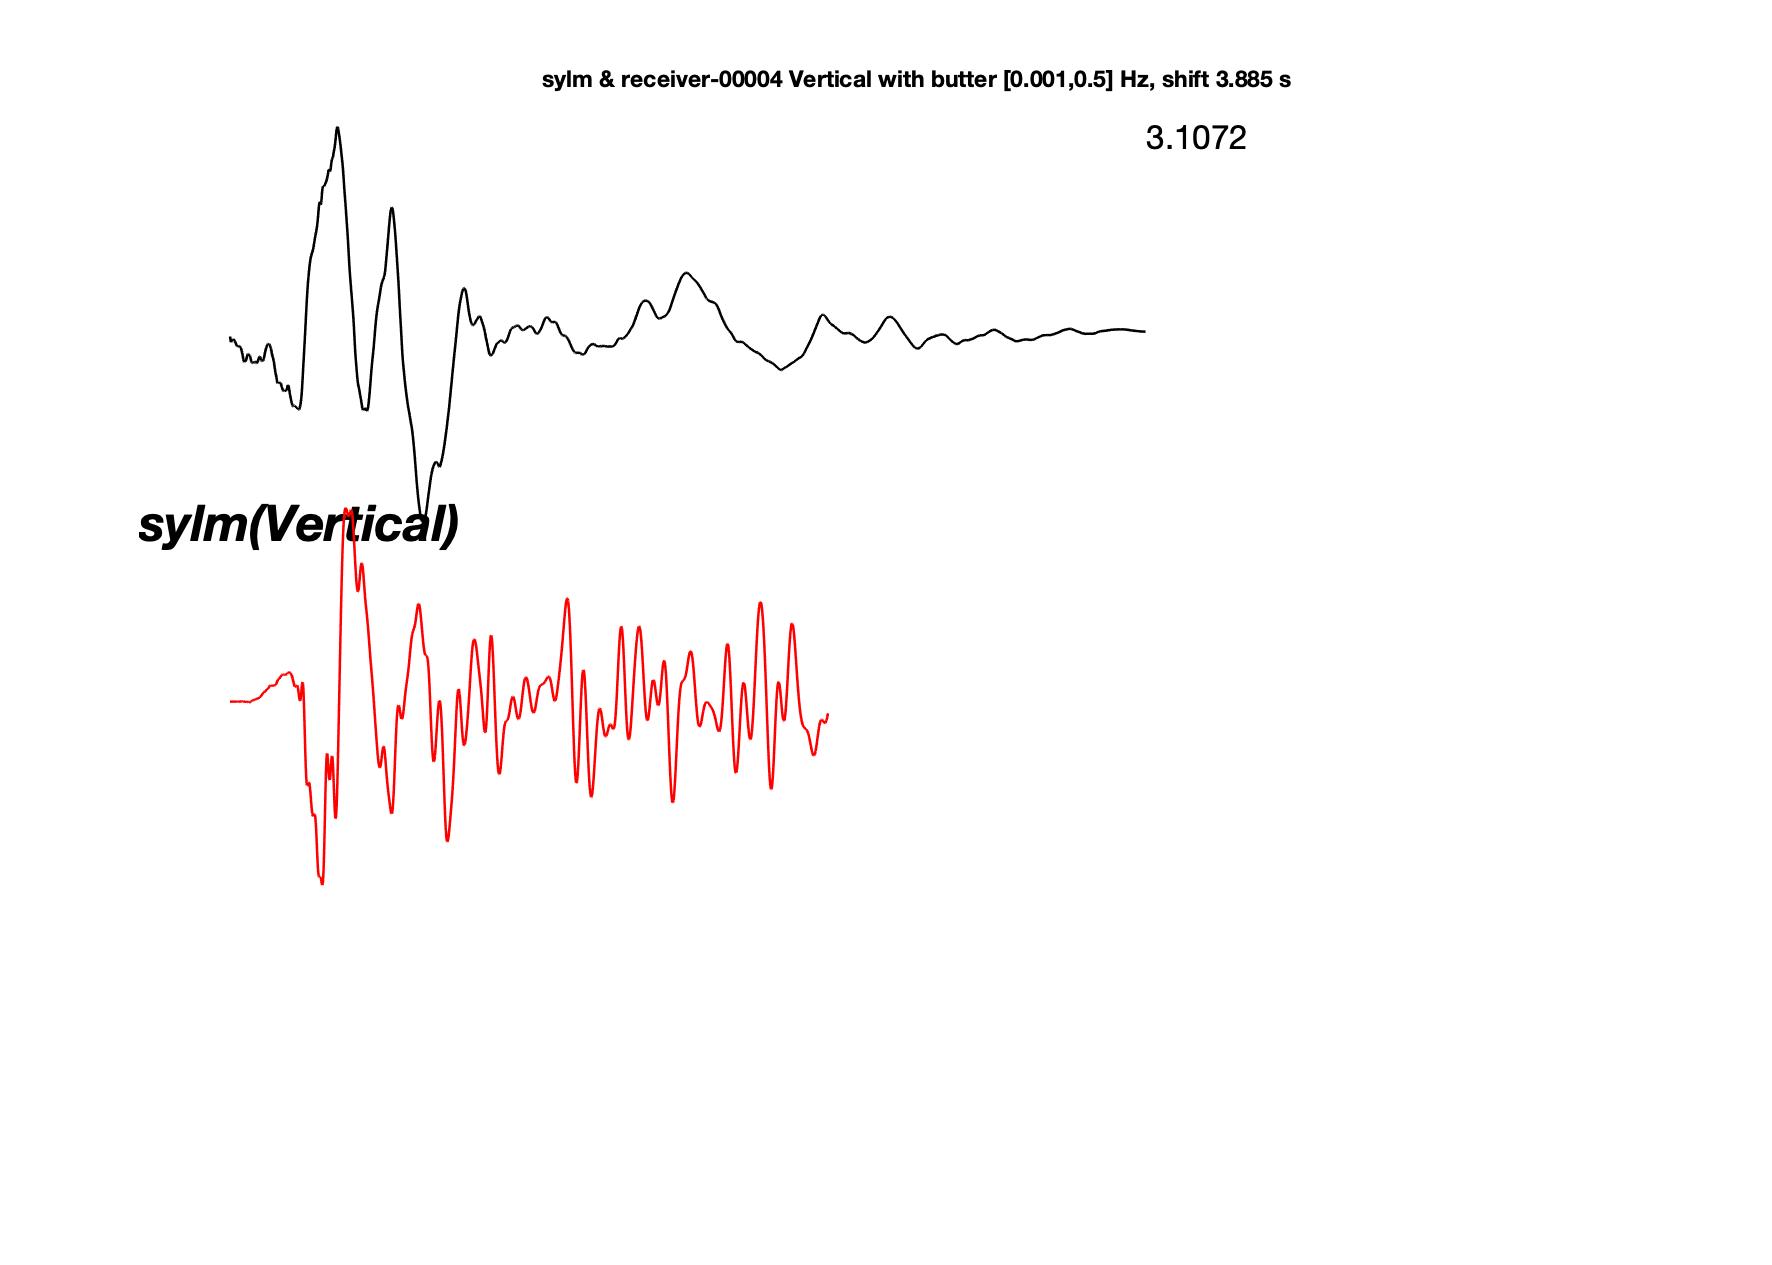 sylm & receiver-00004 Vertical with butter [0.001,0.5] Hz, shift 3.885 s
3.1072
sylm(Vertical)